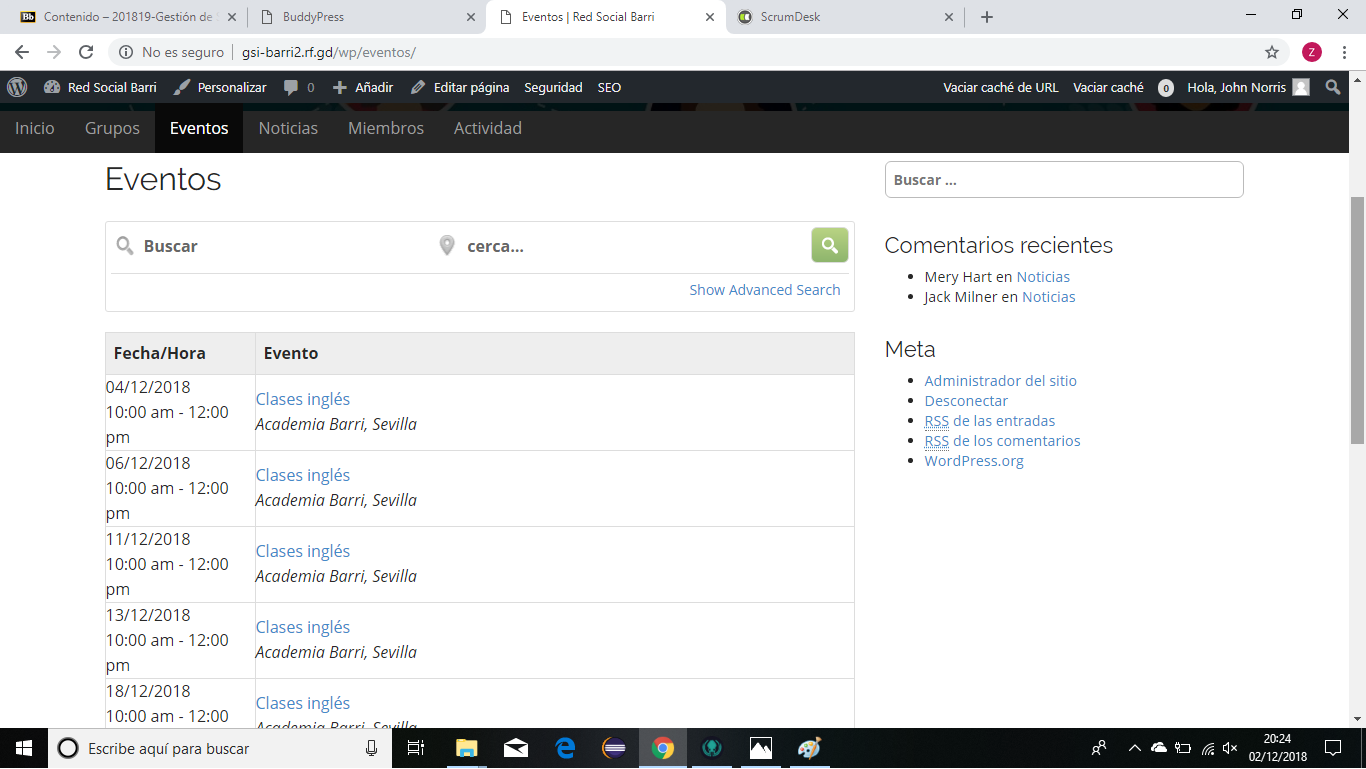 Bb Contenido – 201819-Gestión de
BuddyPress
Eventos | Red Social Barri
ScrumDesk
No es seguro | gsi-barri2.rf.gd/wp/eventos/
Z
Red Social Barri
Personalizar
0
Añadir
Editar página
Seguridad
SEO
Vaciar caché de URL
Vaciar caché
0
Hola, John Norris
Inicio
Grupos
Eventos
Noticias
Miembros
Actividad
Eventos
Buscar
cerca...
Show Advanced Search
Fecha/Hora
Evento
04/12/2018
10:00 am - 12:00
pm
Clases inglés
Academia Barri, Sevilla
06/12/2018
10:00 am - 12:00
pm
Clases inglés
Academia Barri, Sevilla
11/12/2018
10:00 am - 12:00
pm
Clases inglés
Academia Barri, Sevilla
13/12/2018
10:00 am - 12:00
pm
Clases inglés
Academia Barri, Sevilla
18/12/2018
10:00 am - 12:00
Clases inglés
Academia Barri, Sevilla
Buscar ...
Comentarios recientes
Mery Hart en Noticias
Jack Milner en Noticias
Meta
Administrador del sitio
Desconectar
RSS de las entradas
RSS de los comentarios
WordPress.org
Escribe aquí para buscar
20:24
02/12/2018